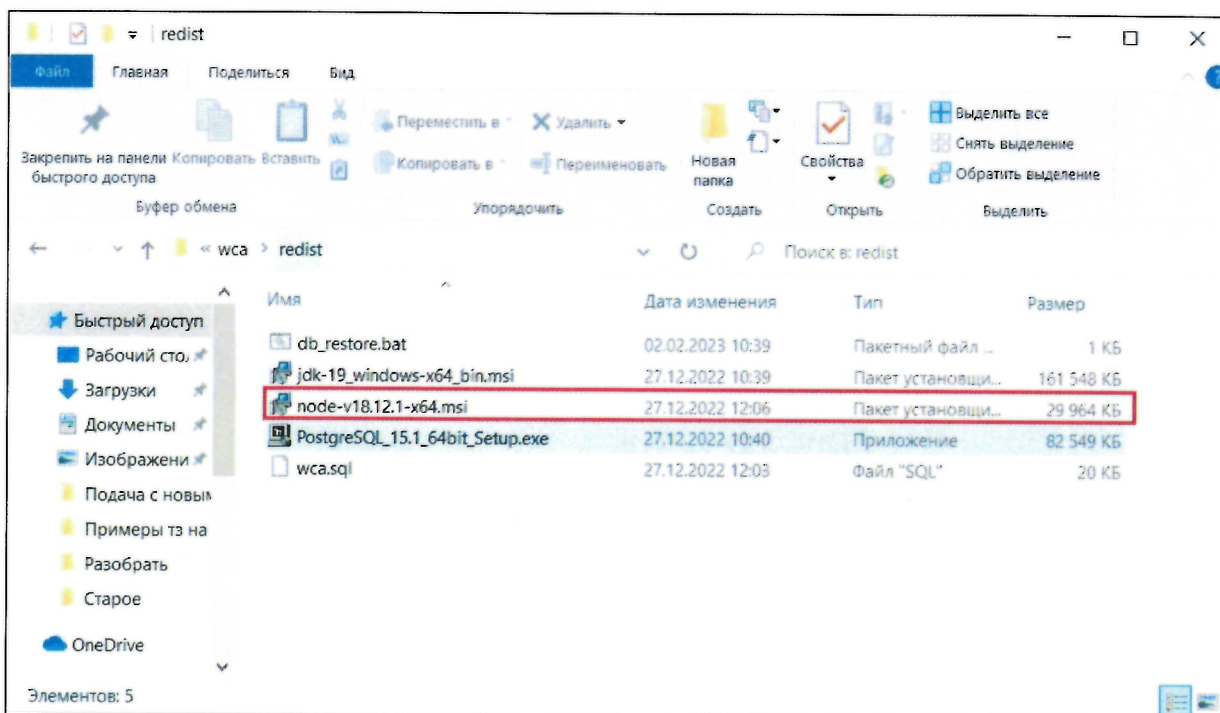 redist
Файл Главная Поделиться Вид
Закрепить на панели быстрого доступа
Копировать
Вставить
Переместить в
Копировать в
Удалить
Переименовать
Новая папка
Свойства
Выделить все
Снять выделение
Обратить выделение
Буфер обмена Упорядочить Создать Открыть Выделить
« wca > redist
Поиск в: redist
Имя Дата изменения Тип Размер
db_restore.bat 02.02.2023 10:39 Пакетный файл ... 1 КБ
jdk-19_windows-x64_bin.msi 27.12.2022 10:39 Пакет установщи... 161 548 КБ
node-v18.12.1-x64.msi 27.12.2022 12:06 Пакет установщи... 29 964 КБ
PostgreSQL_15.1_64bit_Setup.exe 27.12.2022 10:40 Приложение 82 549 КБ
wca.sql 27.12.2022 12:03 Файл "SQL" 20 КБ
Быстрый доступ
Рабочий сто
Загрузки
Документы
Изображени
Подача с новым
Примеры тз на
Разобрать
Старое
OneDrive
Элементов: 5